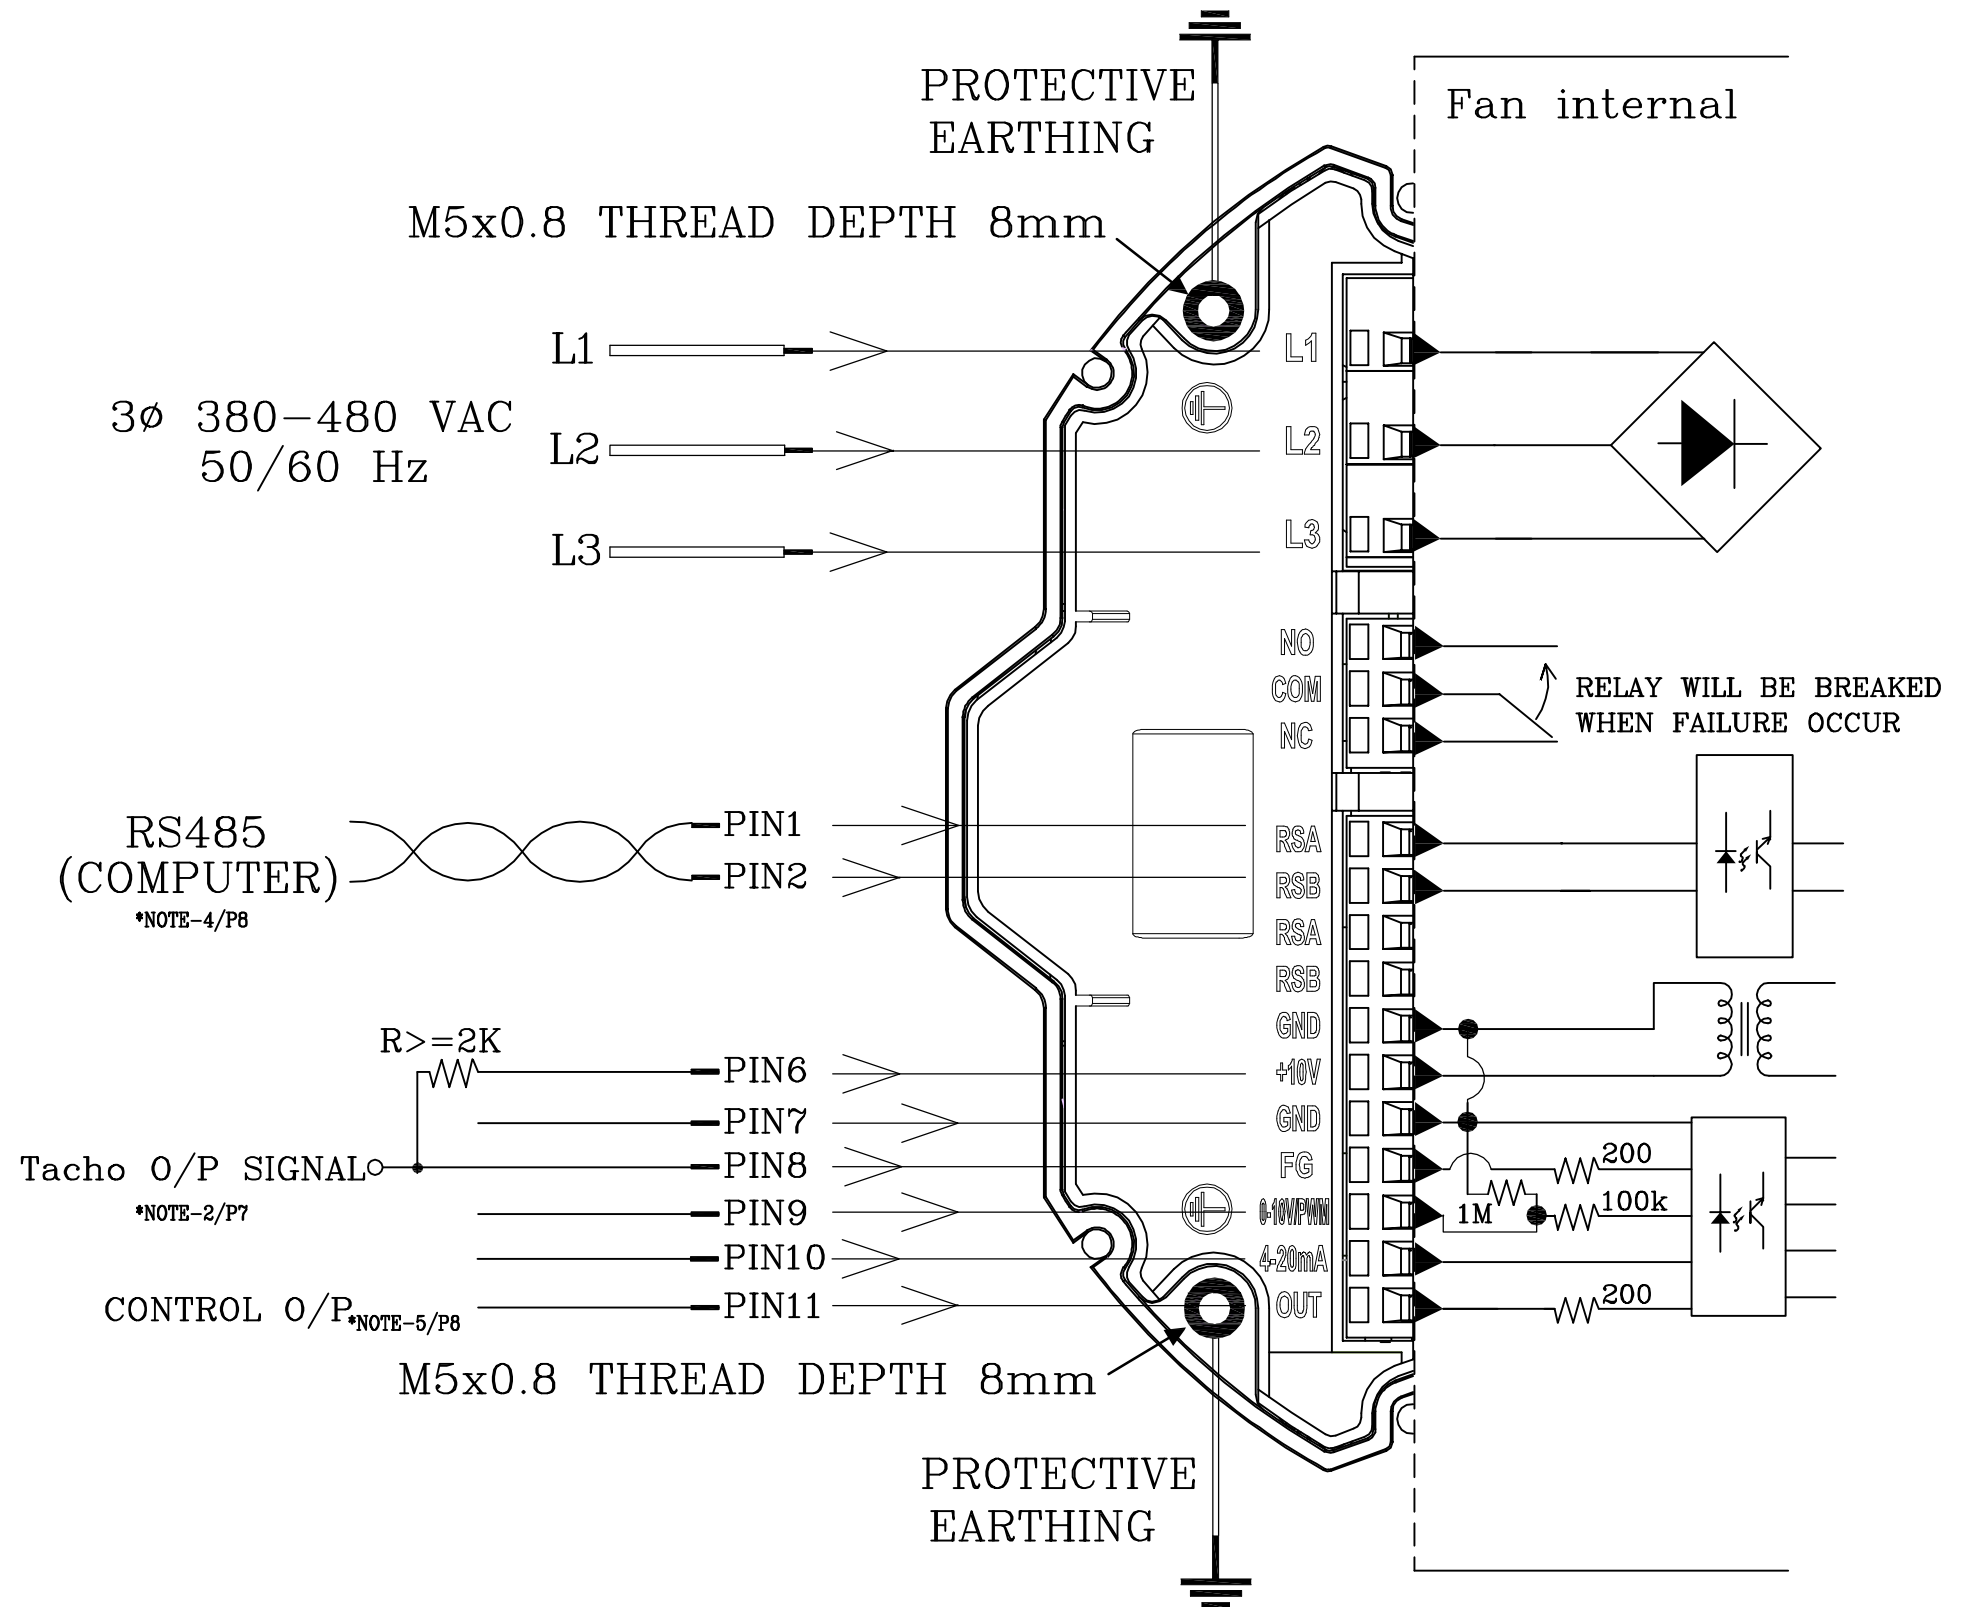 PROTECTIVE
EARTHING
Fan internal
M5x0.8 THREAD DEPTH 8mm
L1
L1
3ø 380-480 VAC
50/60 Hz
L2
L2
L3
L3
NO
COM
NC
RELAY WILL BE BREAKED
WHEN FAILURE OCCUR
RS485
(COMPUTER)
*NOTE-4/P8
PIN1
PIN2
RSA
RSB
RSA
RSB
GND
R>=2K
PIN6
+10V
PIN7
GND
Tacho O/P SIGNAL
*NOTE-2/P7
PIN8
FG
200
PIN9
0-10V/PWM
1M
100k
PIN10
4-20mA
CONTROL O/P *NOTE-5/P8
PIN11
OUT
200
M5x0.8 THREAD DEPTH 8mm
PROTECTIVE
EARTHING